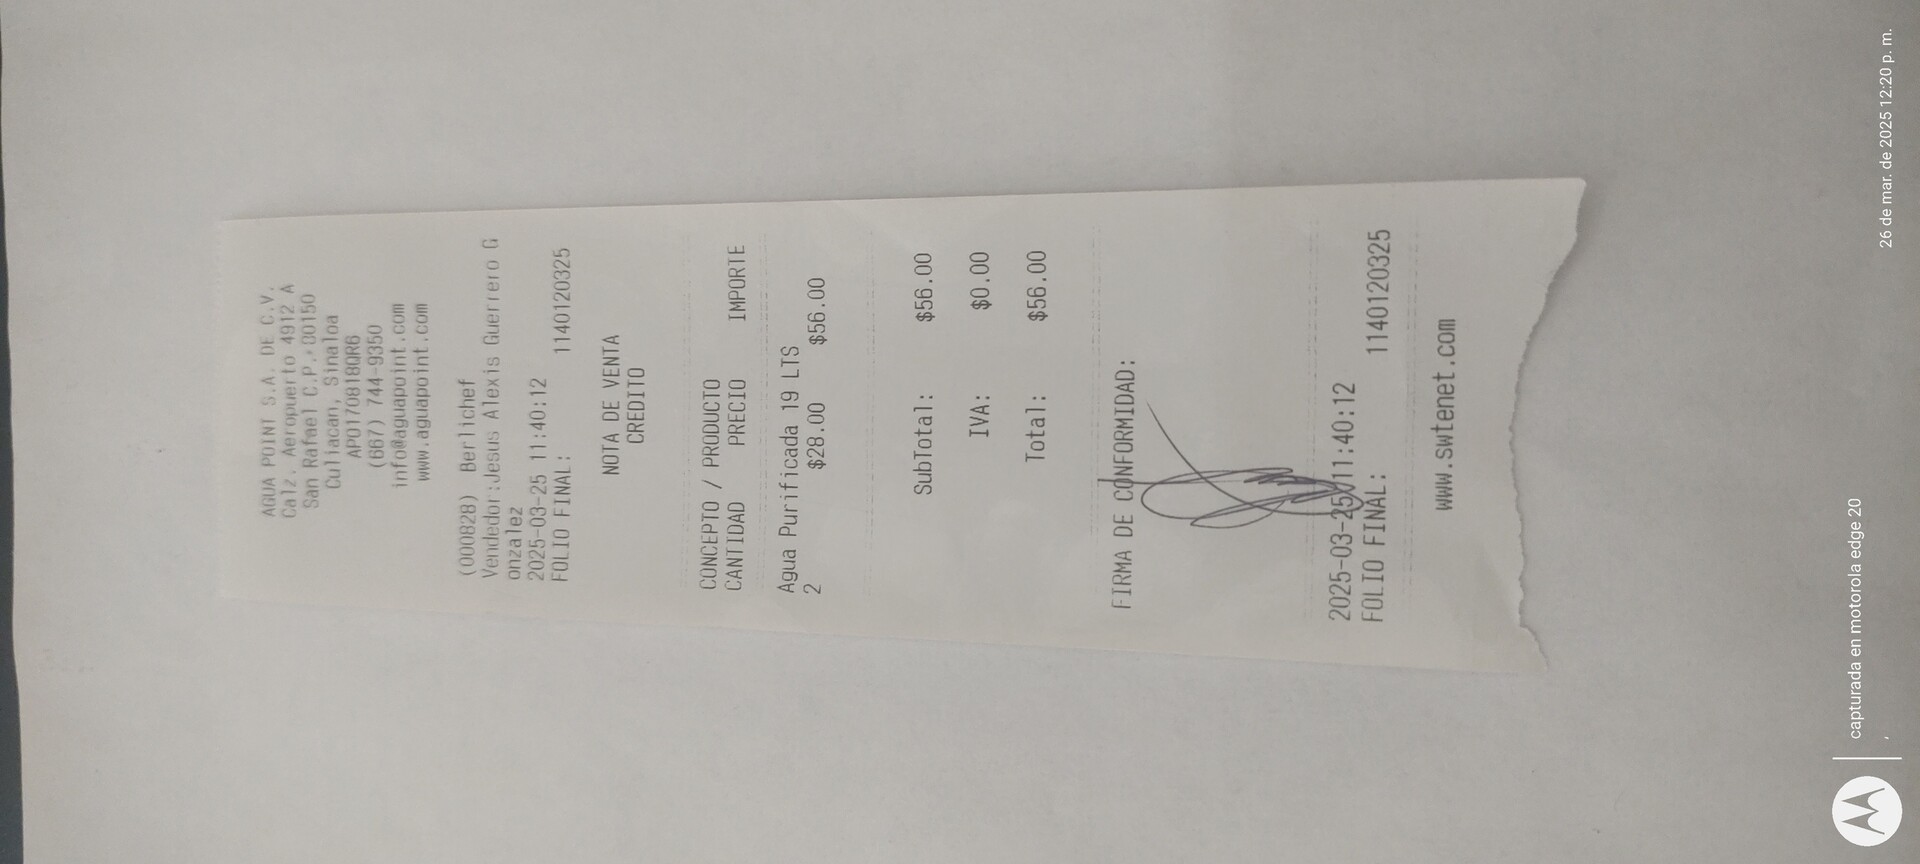 AGUA POINT S.A. DE C.V.
Calz. Aeropuerto 4912 A
San Rafael C.P.:80150
Culiacan, Sinaloa
APO170818QR6
(667) 744-9350
info@aguapoint.com
www.aguapoint.com
(000828) Berlichef
Vendedor:Jesus Alexis Guerrero G
onzalez
2025-03-25 11:40:12
FOLIO FINAL: 1140120325
NOTA DE VENTA
CREDITO
CONCEPTO / PRODUCTO
CANTIDAD PRECIO IMPORTE
Agua Purificada 19 LTS
2 $28.00 $56.00
SubTotal: $56.00
IVA: $0.00
Total: $56.00
FIRMA DE CONFORMIDAD:
2025-03-25 11:40:12
FOLIO FINAL: 1140120325
www.swtenet.com
capturada en motorola edge 20
26 de mar. de 2025 12:20 p. m.